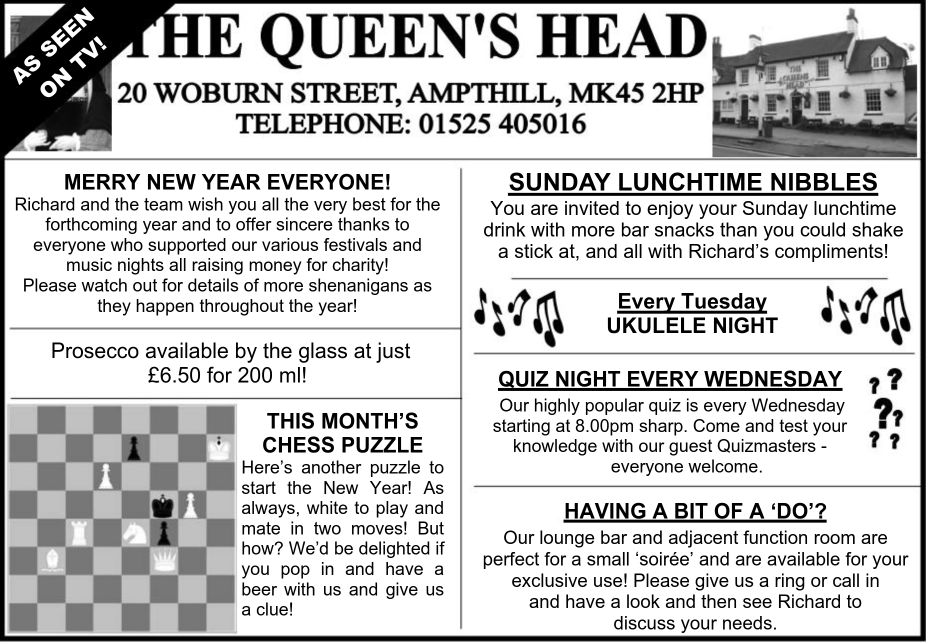 AS SEEN
ON TV!
THE QUEEN'S HEAD
20 WOBURN STREET, AMPTHILL, MK45 2HP
TELEPHONE: 01525 405016
THE
QUEENS
HEAD
MERRY NEW YEAR EVERYONE!
Richard and the team wish you all the very best for the
forthcoming year and to offer sincere thanks to
everyone who supported our various festivals and
music nights all raising money for charity!
Please watch out for details of more shenanigans as
they happen throughout the year!
Prosecco available by the glass at just
£6.50 for 200 ml!
THIS MONTH’S
CHESS PUZZLE
Here’s another puzzle to
start the New Year! As
always, white to play and
mate in two moves! But
how? We’d be delighted if
you pop in and have a
beer with us and give us
a clue!
SUNDAY LUNCHTIME NIBBLES
You are invited to enjoy your Sunday lunchtime
drink with more bar snacks than you could shake
a stick at, and all with Richard’s compliments!
Every Tuesday
UKULELE NIGHT
QUIZ NIGHT EVERY WEDNESDAY
Our highly popular quiz is every Wednesday
starting at 8.00pm sharp. Come and test your
knowledge with our guest Quizmasters -
everyone welcome.
HAVING A BIT OF A ‘DO’?
Our lounge bar and adjacent function room are
perfect for a small ‘soirée’ and are available for your
exclusive use! Please give us a ring or call in
and have a look and then see Richard to
discuss your needs.